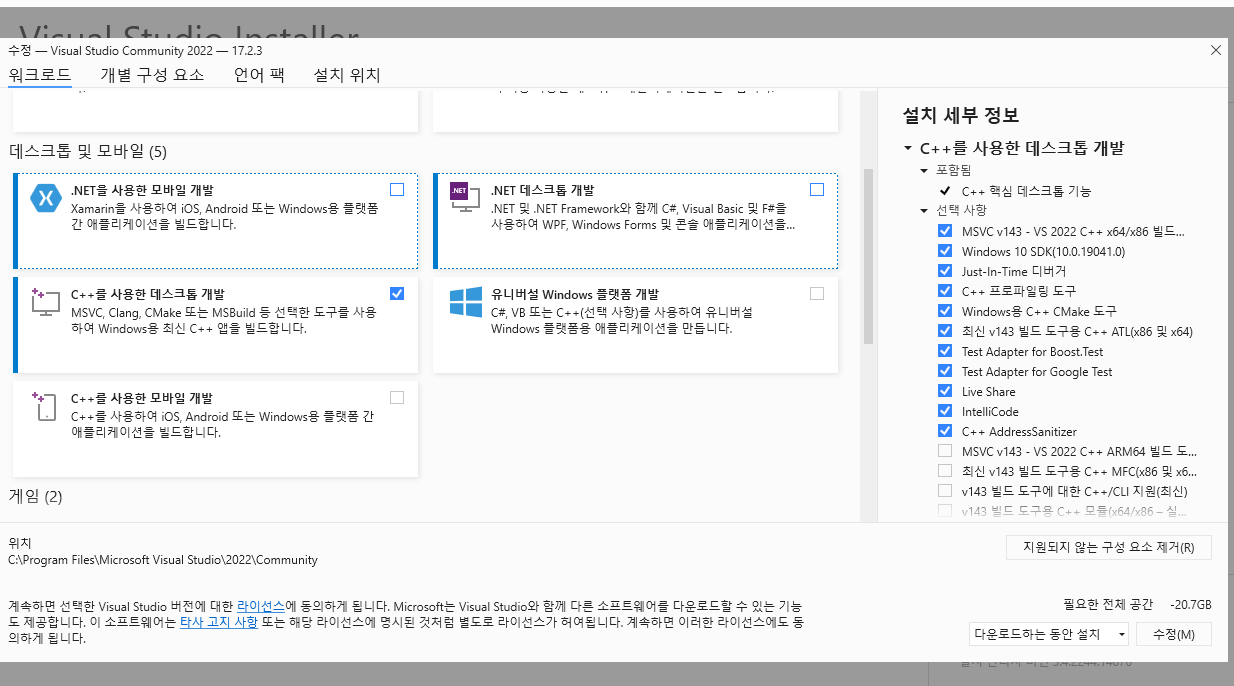 Visual Studio Installer
수정 — Visual Studio Community 2022 — 17.2.3
워크로드 개별 구성 요소 언어 팩 설치 위치
데스크톱 및 모바일 (5)
.NET을 사용한 모바일 개발
Xamarin을 사용하여 iOS, Android 또는 Windows용 플랫폼
간 애플리케이션을 빌드합니다.
.NET
.NET 데스크톱 개발
.NET 및 .NET Framework와 함께 C#, Visual Basic 및 F#을
사용하여 WPF, Windows Forms 및 콘솔 애플리케이션을...
C++를 사용한 데스크톱 개발
MSVC, Clang, CMake 또는 MSBuild 등 선택한 도구를 사용
하여 Windows용 최신 C++ 앱을 빌드합니다.
유니버설 Windows 플랫폼 개발
C#, VB 또는 C++(선택 사항)를 사용하여 유니버설
Windows 플랫폼용 애플리케이션을 만듭니다.
C++를 사용한 모바일 개발
C++를 사용하여 iOS, Android 또는 Windows용 플랫폼 간
애플리케이션을 빌드합니다.
게임 (2)
설치 세부 정보
C++를 사용한 데스크톱 개발
포함됨
C++ 핵심 데스크톱 기능
선택 사항
MSVC v143 - VS 2022 C++ x64/x86 빌드...
Windows 10 SDK(10.0.19041.0)
Just-In-Time 디버거
C++ 프로파일링 도구
Windows용 C++ CMake 도구
최신 v143 빌드 도구용 C++ ATL(x86 및 x64)
Test Adapter for Boost.Test
Test Adapter for Google Test
Live Share
IntelliCode
C++ AddressSanitizer
MSVC v143 - VS 2022 C++ ARM64 빌드 도...
최신 v143 빌드 도구용 C++ MFC(x86 및 x6...
v143 빌드 도구에 대한 C++/CLI 지원(최신)
v143 빌드 도구용 C++ 모듈(x64/x86 – 실...
위치
C:\Program Files\Microsoft Visual Studio\2022\Community
지원되지 않는 구성 요소 제거(R)
계속하면 선택한 Visual Studio 버전에 대한 라이선스에 동의하게 됩니다. Microsoft는 Visual Studio와 함께 다른 소프트웨어를 다운로드할 수 있는 기능
도 제공합니다. 이 소프트웨어는 타사 고지 사항 또는 해당 라이선스에 명시된 것처럼 별도로 라이선스가 허여됩니다. 계속하면 이러한 라이선스에도 동
의하게 됩니다.
필요한 전체 공간 -20.7GB
다운로드하는 동안 설치
수정(M)